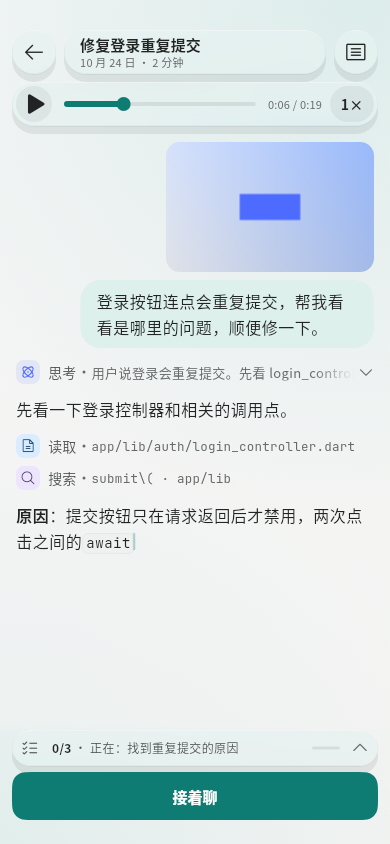 修复登录重复提交
10 月 24 日 · 2 分钟
0:06 / 0:19
1×
登录按钮连点会重复提交，帮我看
看是哪里的问题，顺便修一下。
思考 · 用户说登录会重复提交。先看 login_contro
先看一下登录控制器和相关的调用点。
读取 · app/lib/auth/login_controller.dart
搜索 · submit\( · app/lib
原因：提交按钮只在请求返回后才禁用，两次点
击之间的 await
0/3 · 正在：找到重复提交的原因
接着聊